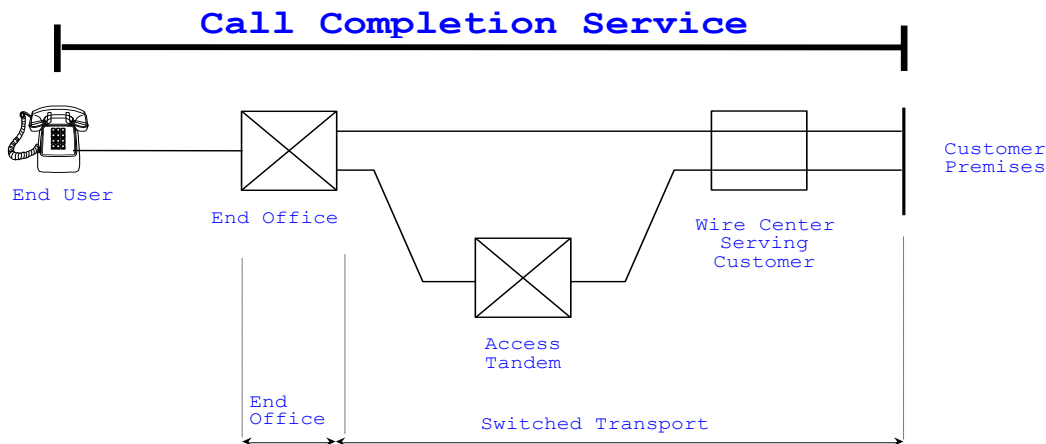 Call Completion Service
Customer
Premises
End User
End Office
Wire Center
Serving
Customer
Access
Tandem
End
Office
Switched Transport